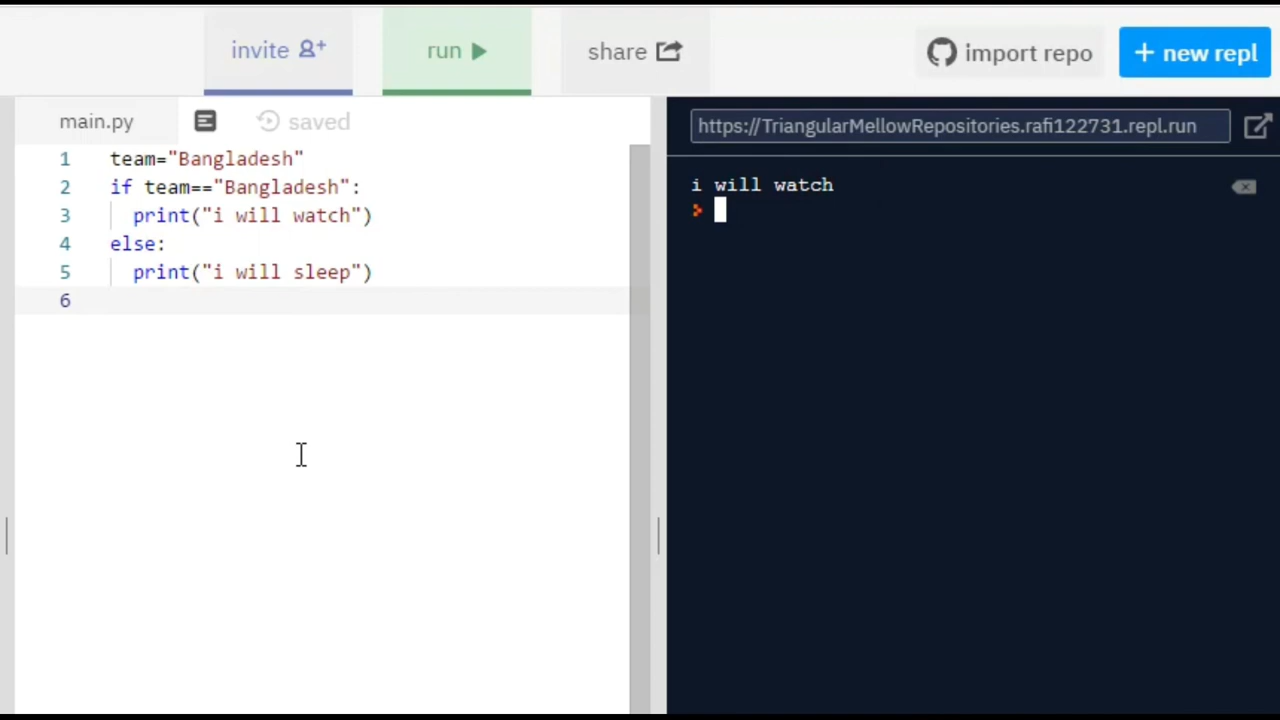 invite
run
share
import repo
+ new repl
main.py
saved
https://TriangularMellowRepositories.rafi122731.repl.run
1 team="Bangladesh"
2 if team=="Bangladesh":
3 print("i will watch")
4 else:
5 print("i will sleep")
6
i will watch
>